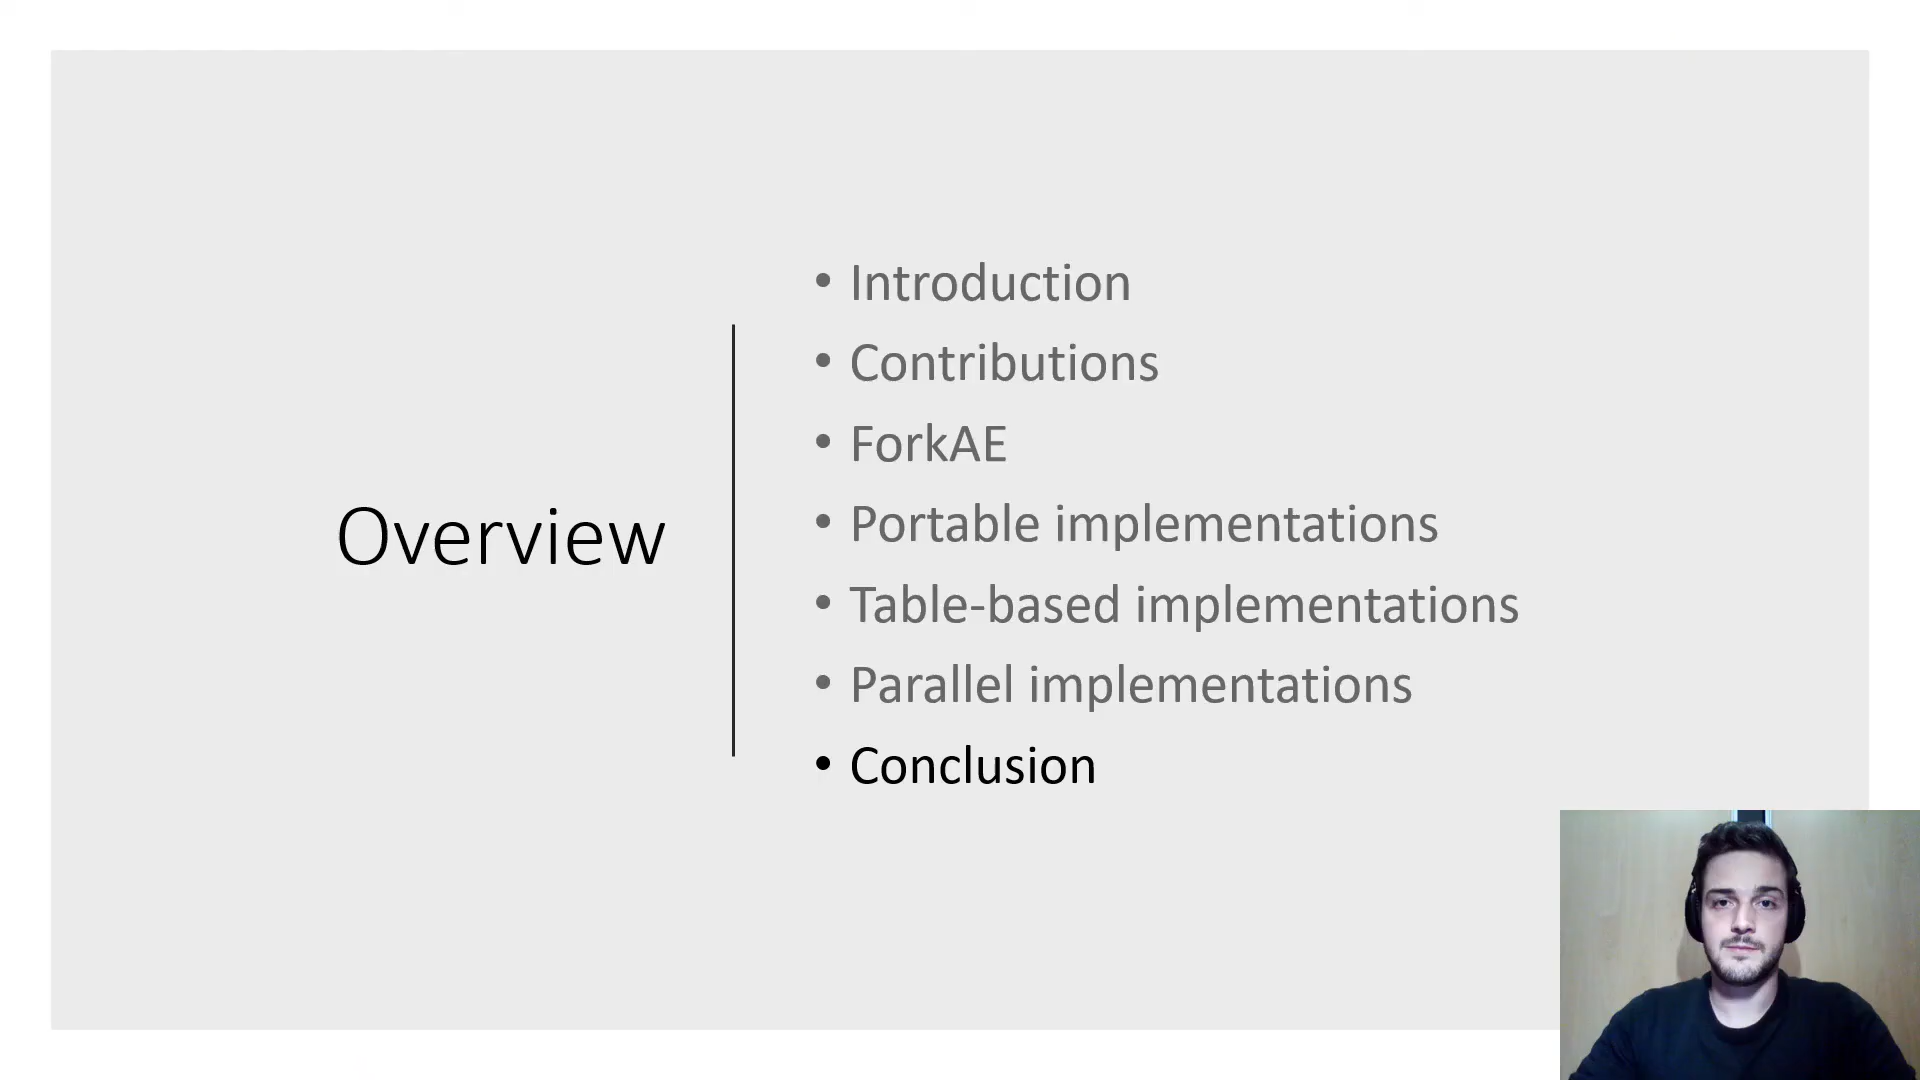 Overview
• Introduction
• Contributions
• ForkAE
• Portable implementations
• Table-based implementations
• Parallel implementations
• Conclusion